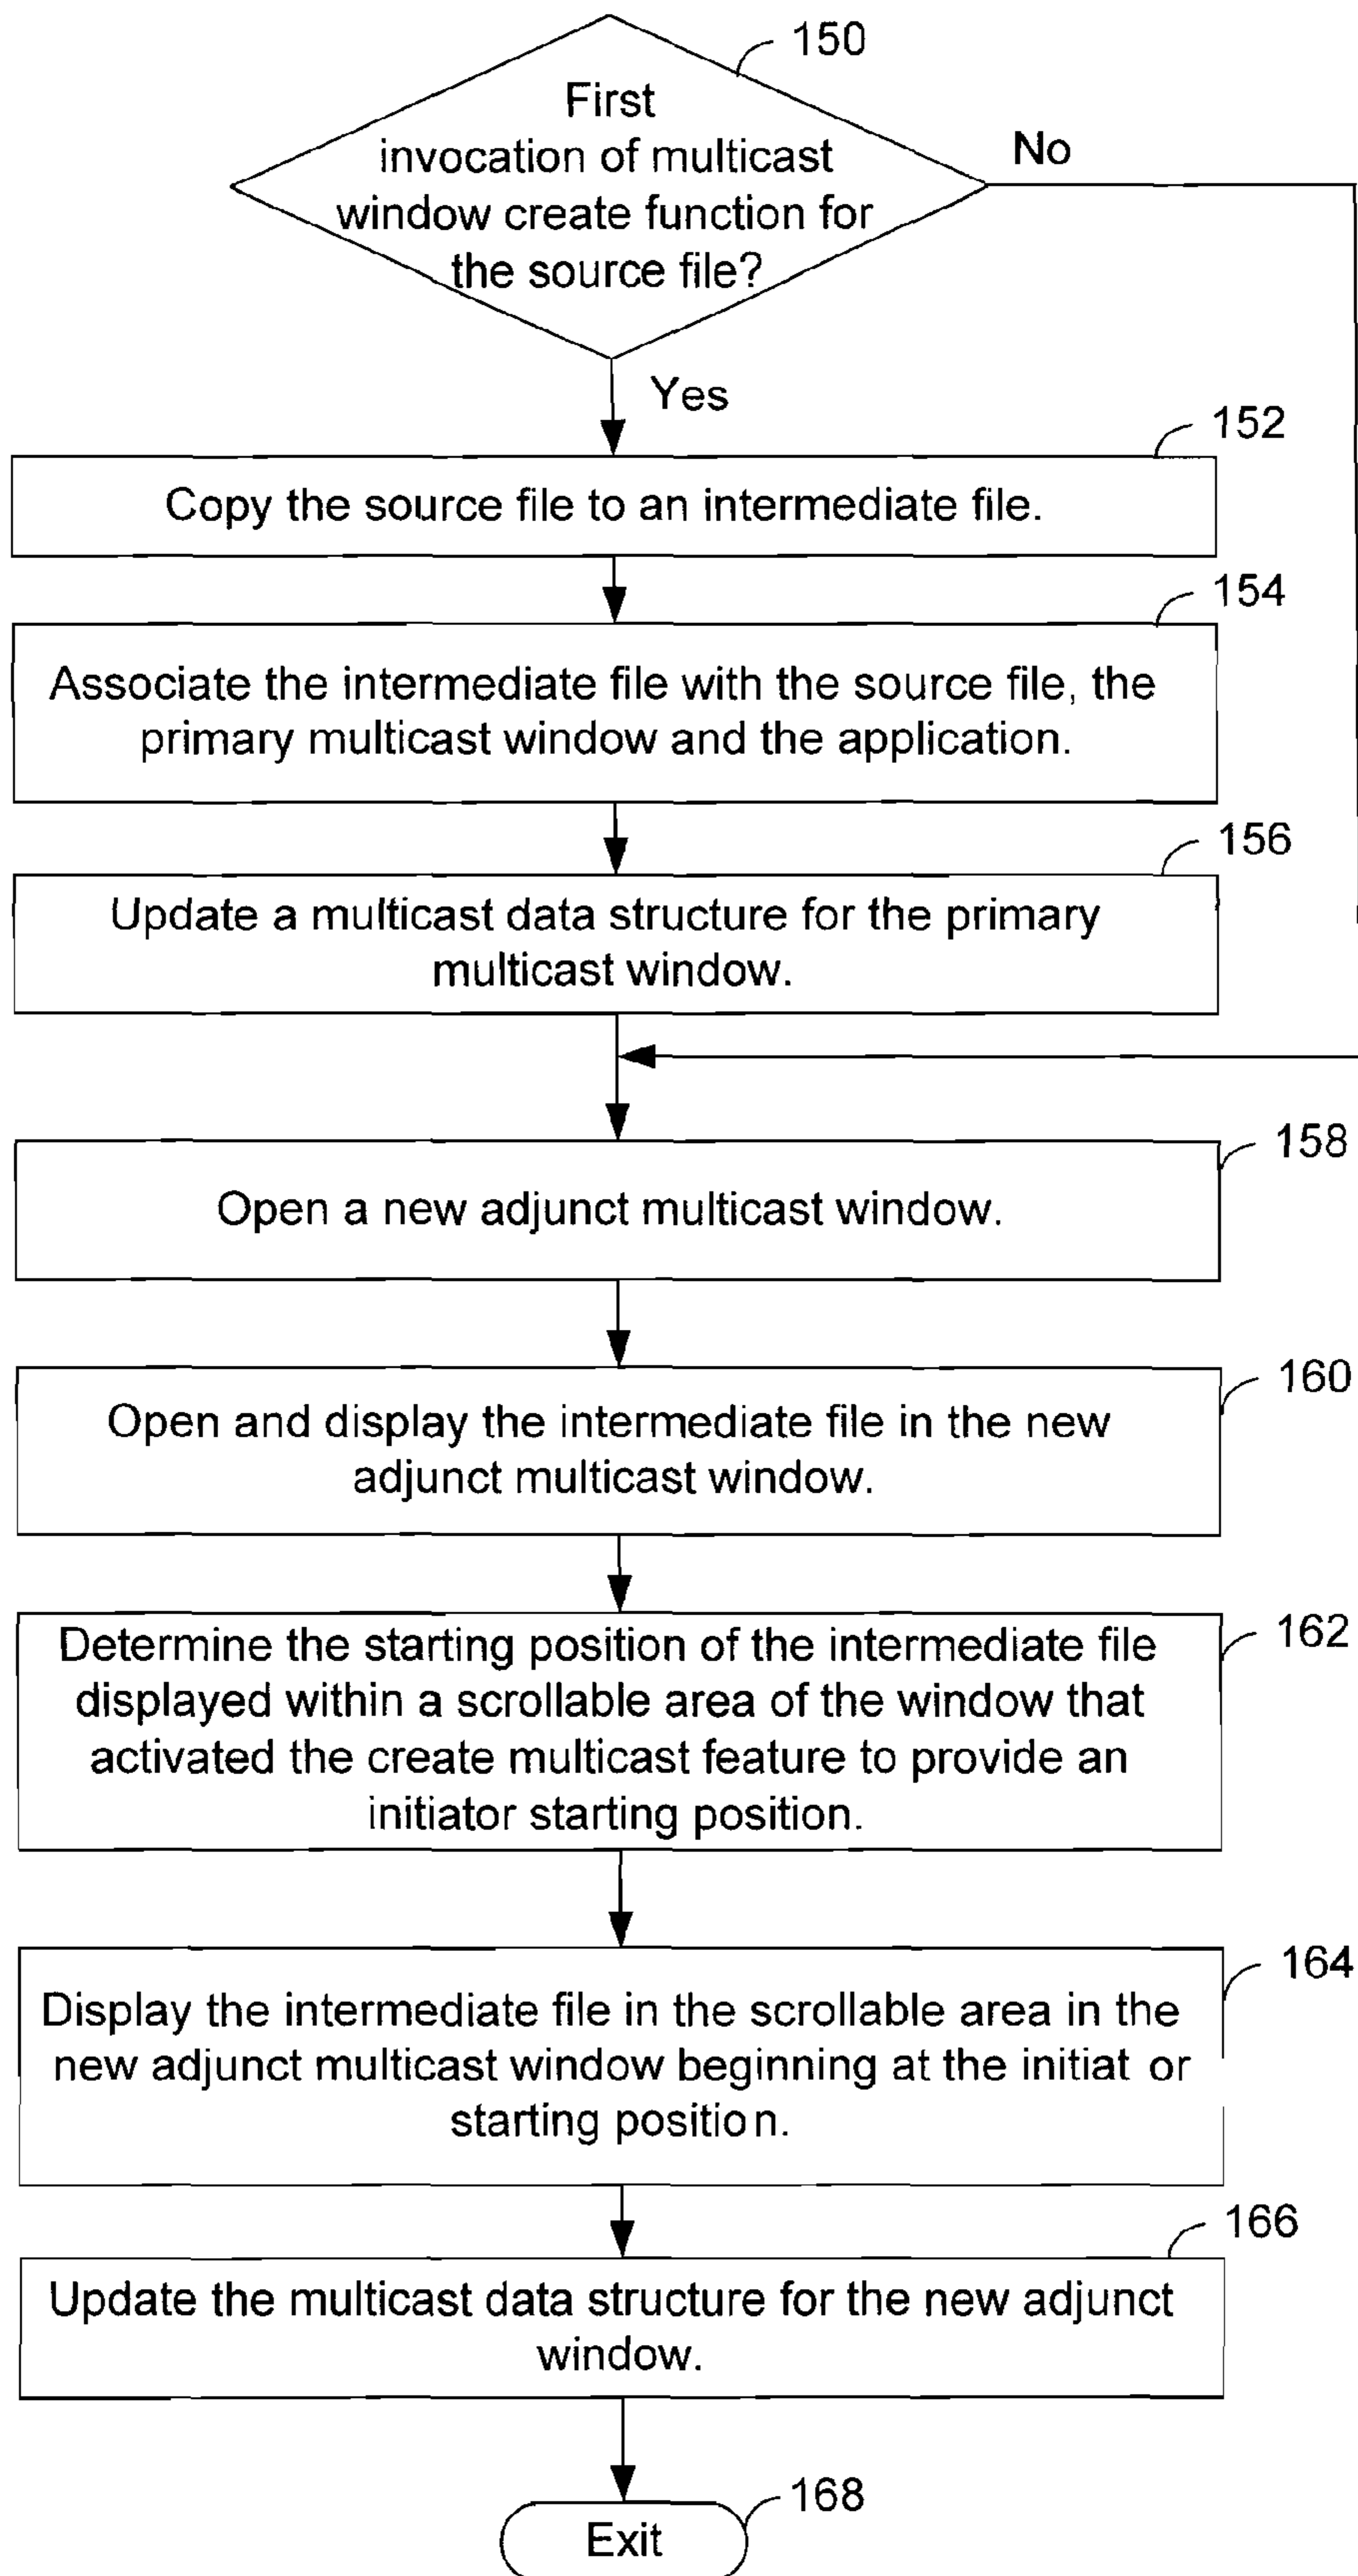 150
First
invocation of multicast
window create function for
the source file?
No
Yes
152
Copy the source file to an intermediate file.
154
Associate the intermediate file with the source file, the
primary multicast window and the application.
156
Update a multicast data structure for the primary
multicast window.
158
Open a new adjunct multicast window.
160
Open and display the intermediate file in the new
adjunct multicast window.
162
Determine the starting position of the intermediate file
displayed within a scrollable area of the window that
activated the create multicast feature to provide an
initiator starting position.
164
Display the intermediate file in the scrollable area in the
new adjunct multicast window beginning at the initiat or
starting position.
166
Update the multicast data structure for the new adjunct
window.
168
Exit